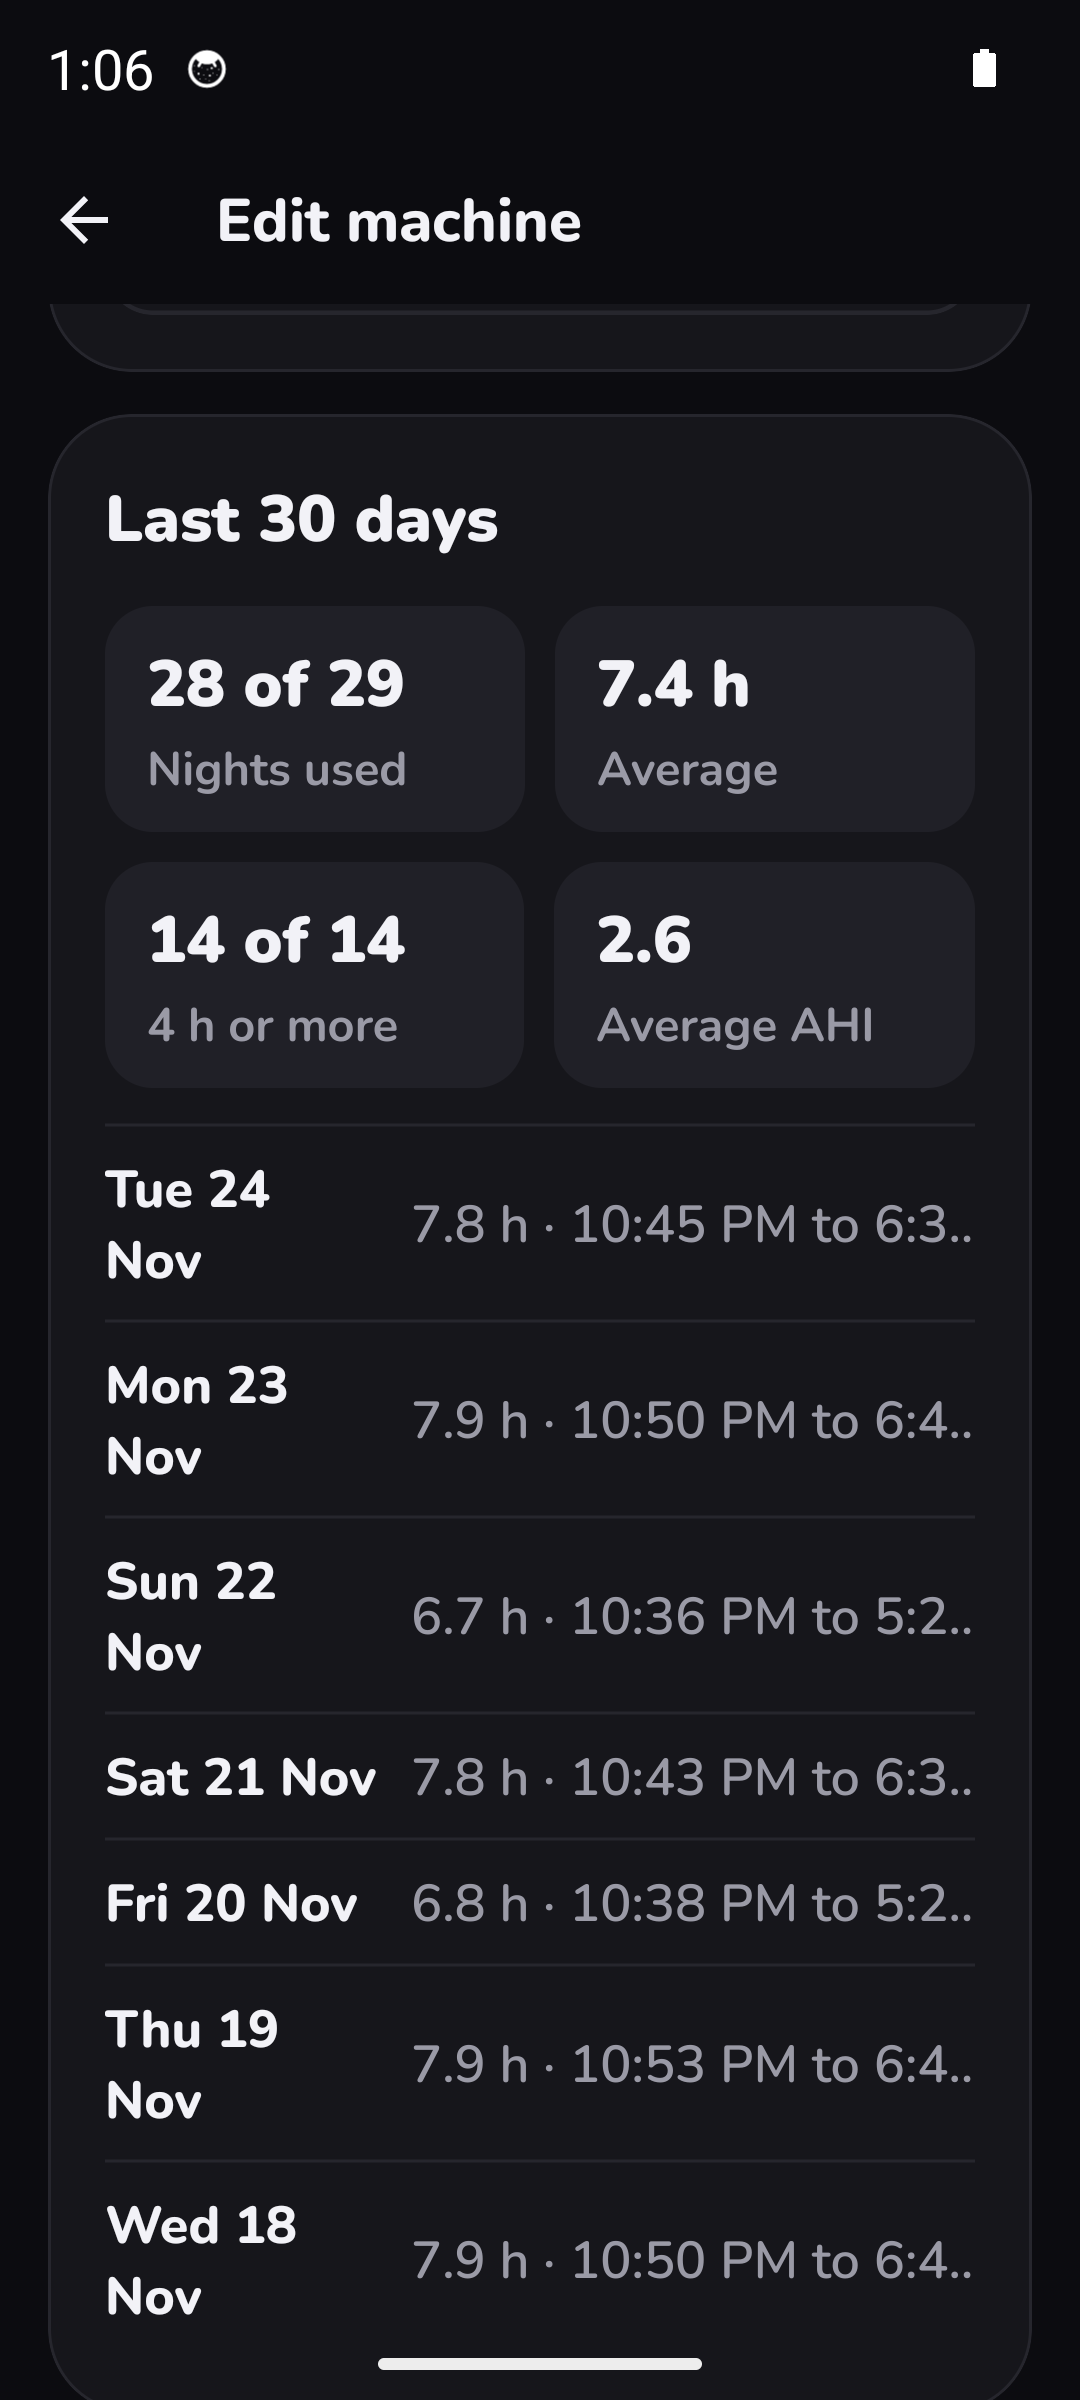 1:06
Edit machine
Last 30 days
28 of 29
Nights used
7.4 h
Average
14 of 14
4 h or more
2.6
Average AHI
Tue 24
Nov
7.8 h · 10:45 PM to 6:3..
Mon 23
Nov
7.9 h · 10:50 PM to 6:4..
Sun 22
Nov
6.7 h · 10:36 PM to 5:2..
Sat 21 Nov 7.8 h · 10:43 PM to 6:3..
Fri 20 Nov 6.8 h · 10:38 PM to 5:2..
Thu 19
Nov
7.9 h · 10:53 PM to 6:4..
Wed 18
Nov
7.9 h · 10:50 PM to 6:4..